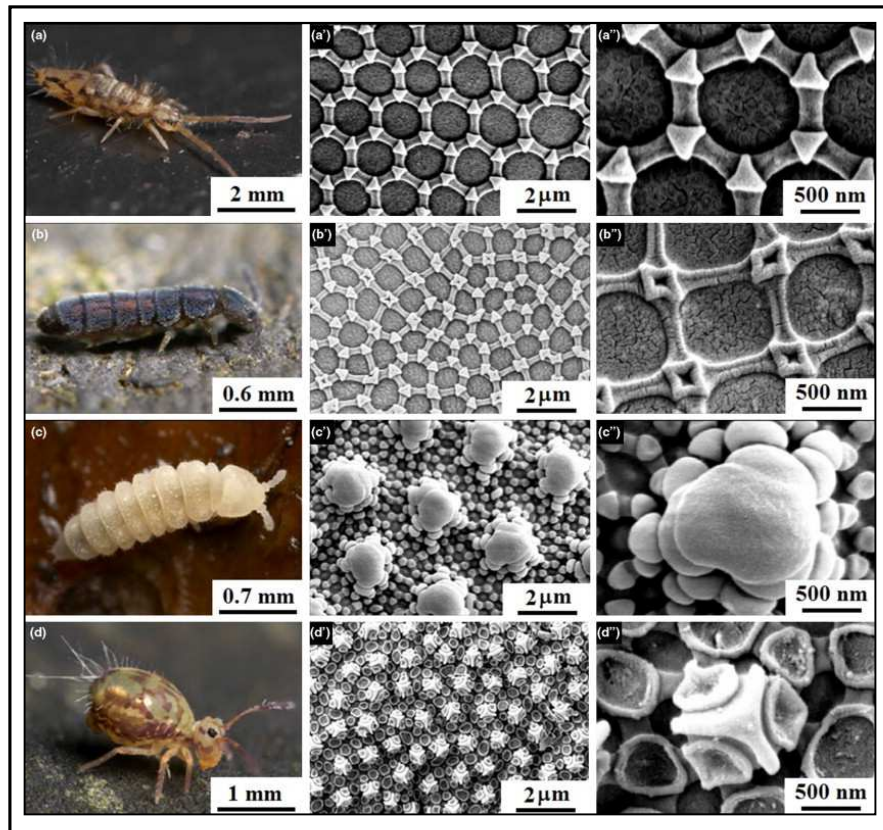 (a)
2 mm
(a')
2 μm
(a'')
500 nm
(b)
0.6 mm
(b')
2 μm
(b'')
500 nm
(c)
0.7 mm
(c')
2 μm
(c'')
500 nm
(d)
1 mm
(d')
2 μm
(d'')
500 nm